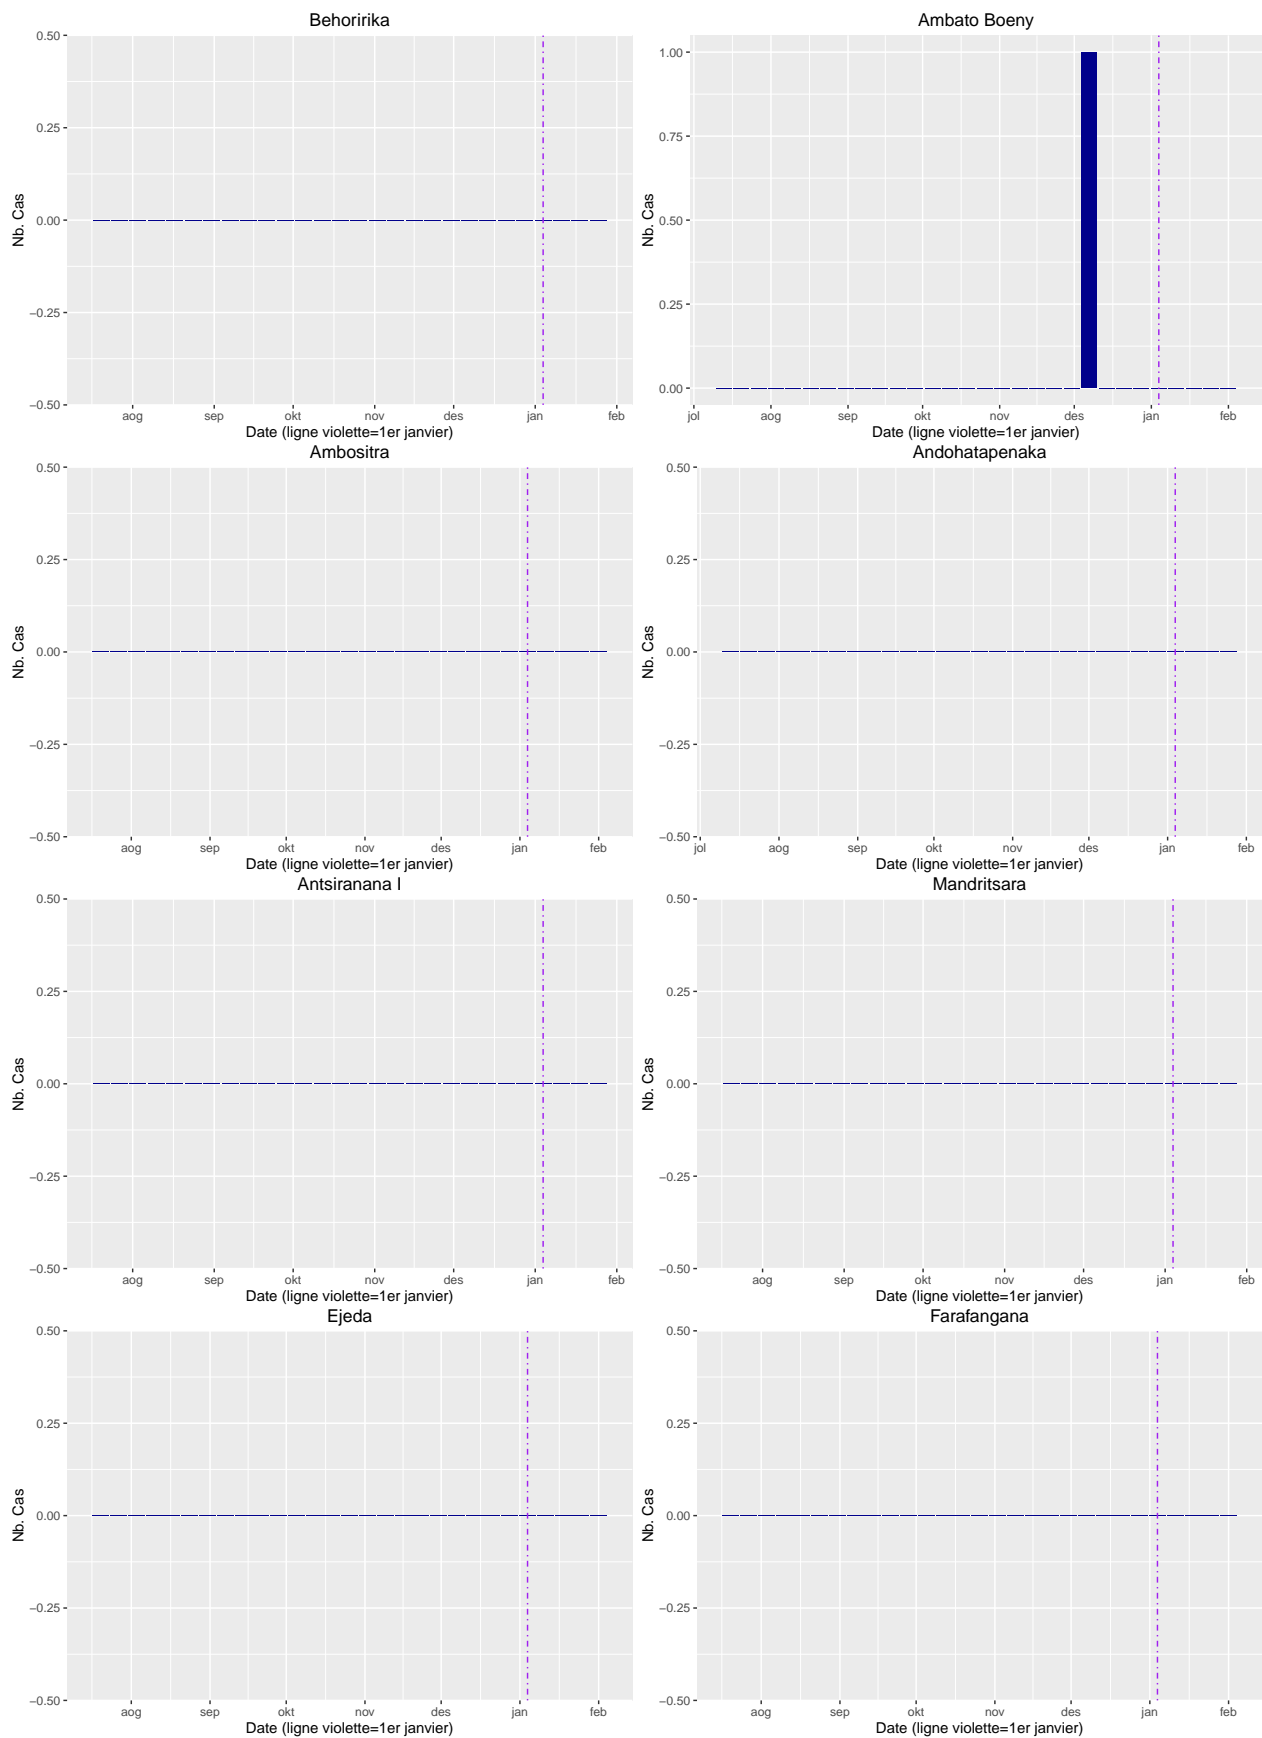 Behoririka
0.50
0.25
0.00
−0.25
−0.50
Nb. Cas
aog sep okt nov des jan feb
Date (ligne violette=1er janvier)
Ambato Boeny
1.00
0.75
0.50
0.25
0.00
Nb. Cas
jol aog sep okt nov des jan feb
Date (ligne violette=1er janvier)
Ambositra
0.50
0.25
0.00
−0.25
−0.50
Nb. Cas
aog sep okt nov des jan feb
Date (ligne violette=1er janvier)
Andohatapenaka
0.50
0.25
0.00
−0.25
−0.50
Nb. Cas
jol aog sep okt nov des jan feb
Date (ligne violette=1er janvier)
Antsiranana I
0.50
0.25
0.00
−0.25
−0.50
Nb. Cas
aog sep okt nov des jan feb
Date (ligne violette=1er janvier)
Mandritsara
0.50
0.25
0.00
−0.25
−0.50
Nb. Cas
aog sep okt nov des jan feb
Date (ligne violette=1er janvier)
Ejeda
0.50
0.25
0.00
−0.25
−0.50
Nb. Cas
aog sep okt nov des jan feb
Date (ligne violette=1er janvier)
Farafangana
0.50
0.25
0.00
−0.25
−0.50
Nb. Cas
aog sep okt nov des jan feb
Date (ligne violette=1er janvier)